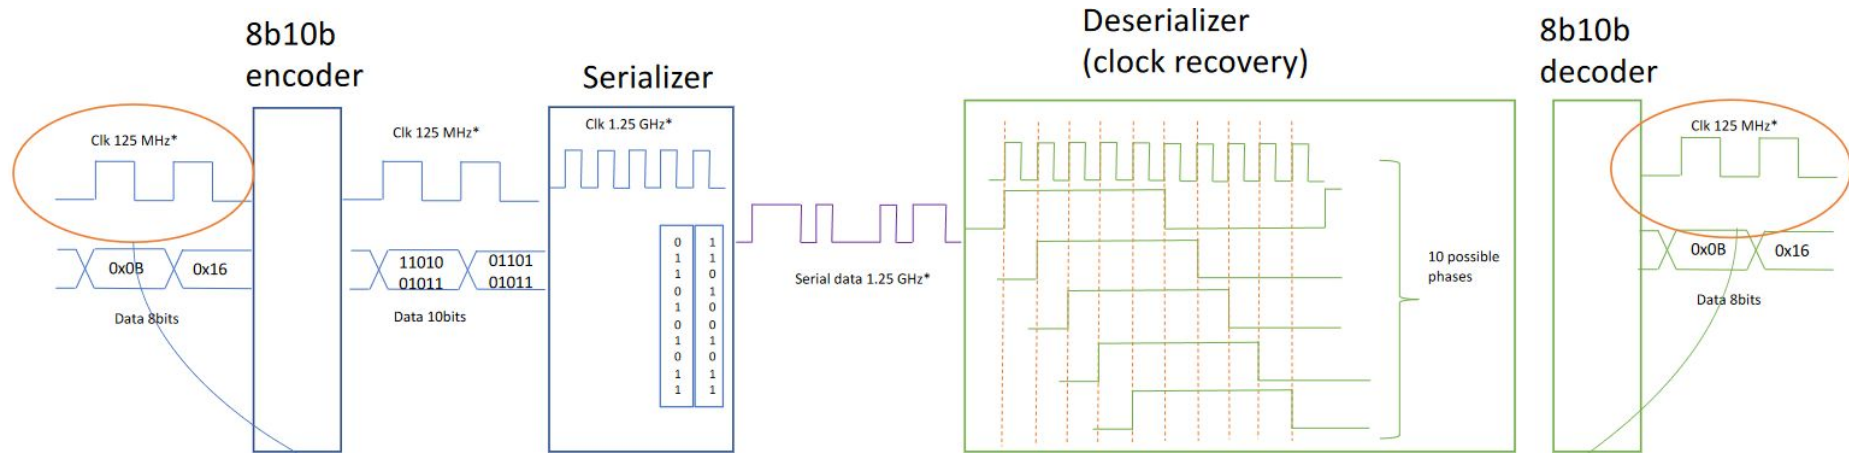 8b10b
encoder
Serializer
Deserializer
(clock recovery)
8b10b
decoder
Clk 125 MHz*
0x0B
0x16
Data 8bits
Clk 125 MHz*
11010
01011
01101
01011
Data 10bits
Clk 1.25 GHz*
0 1
1 1
1 0
0 1
1 0
0 0
1 1
0 0
1 1
1 1
Serial data 1.25 GHz*
10 possible
phases
Clk 125 MHz*
0x0B
0x16
Data 8bits